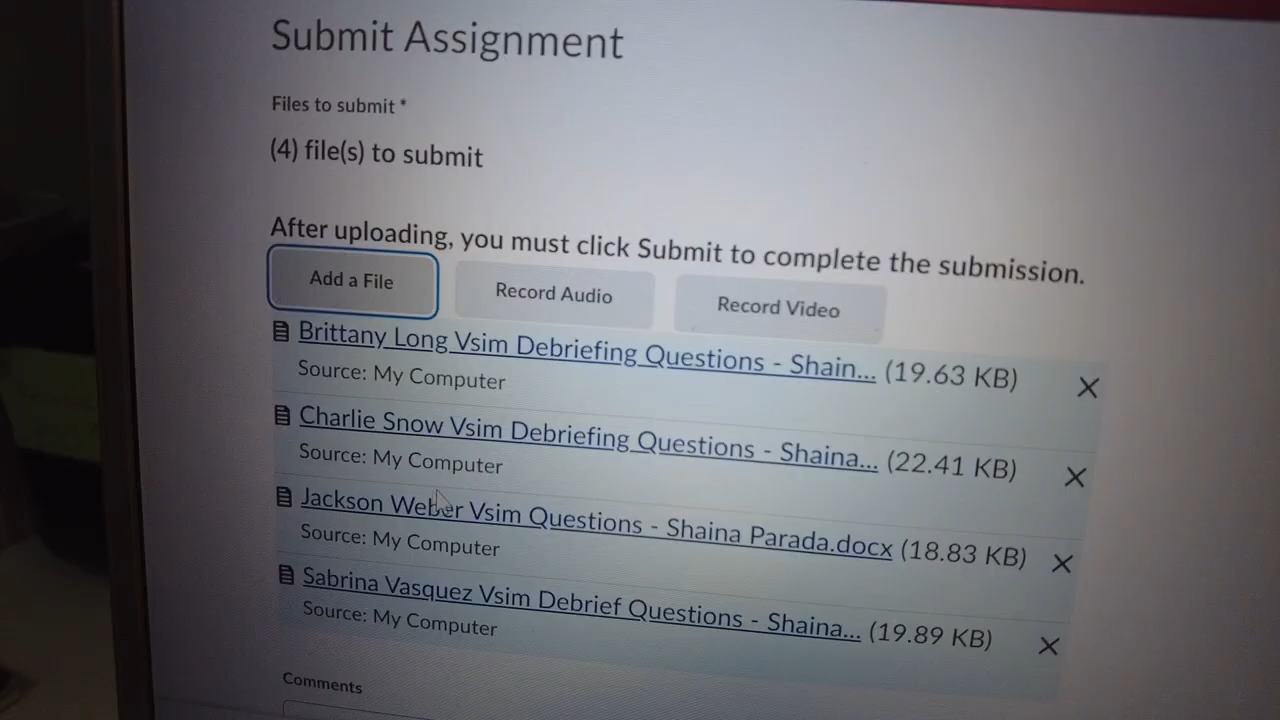 Submit Assignment
Files to submit *
(4) file(s) to submit
After uploading, you must click Submit to complete the submission.
Add a File Record Audio Record Video
Brittany Long Vsim Debriefing Questions - Shain... (19.63 KB)
Source: My Computer
Charlie Snow Vsim Debriefing Questions - Shaina... (22.41 KB)
Source: My Computer
Jackson Weber Vsim Questions - Shaina Parada.docx (18.83 KB)
Source: My Computer
Sabrina Vasquez Vsim Debrief Questions - Shaina... (19.89 KB)
Source: My Computer
Comments